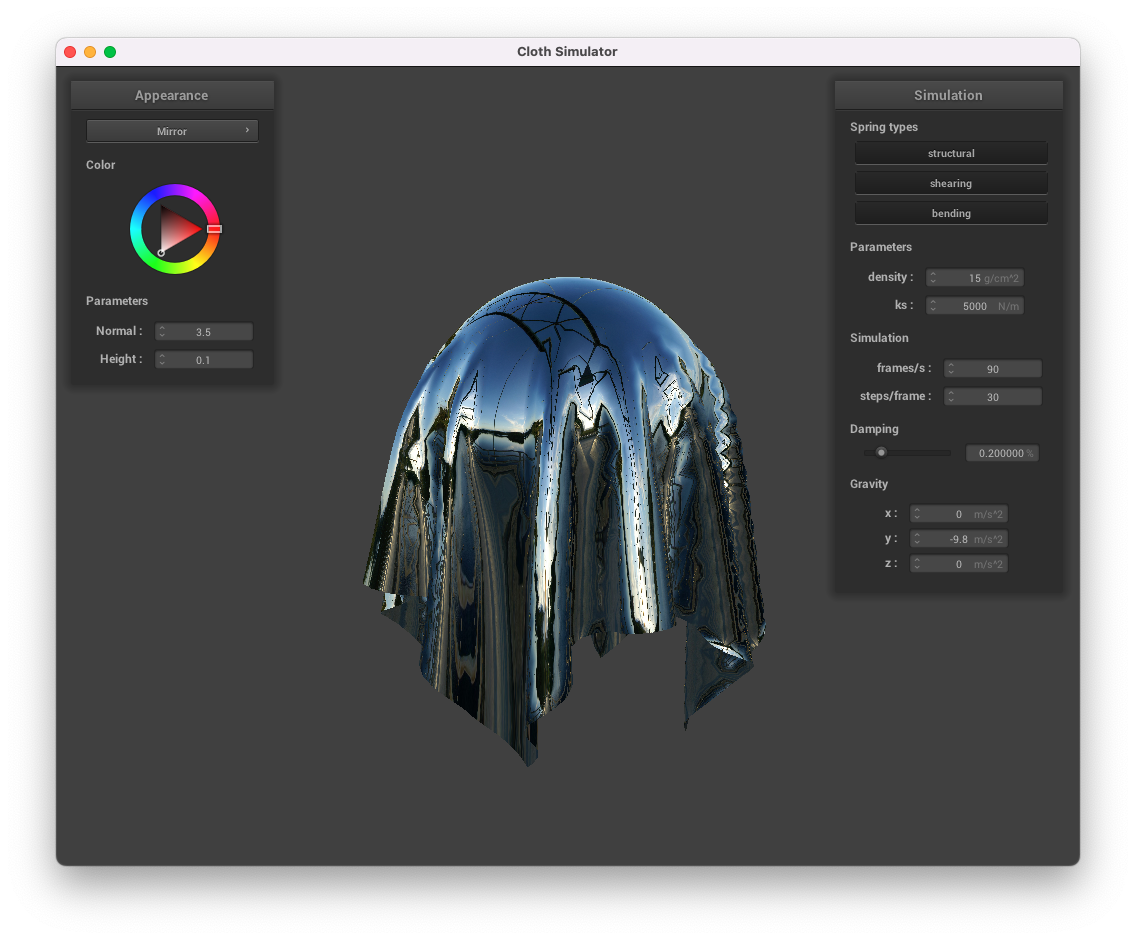 Cloth Simulator
Appearance
Mirror ›
Color
Parameters
Normal : 3.5
Height : 0.1
Simulation
Spring types
structural
shearing
bending
Parameters
density : 15 g/cm^2
ks : 5000 N/m
Simulation
frames/s : 90
steps/frame : 30
Damping
0.200000 %
Gravity
x : 0 m/s^2
y : -9.8 m/s^2
z : 0 m/s^2